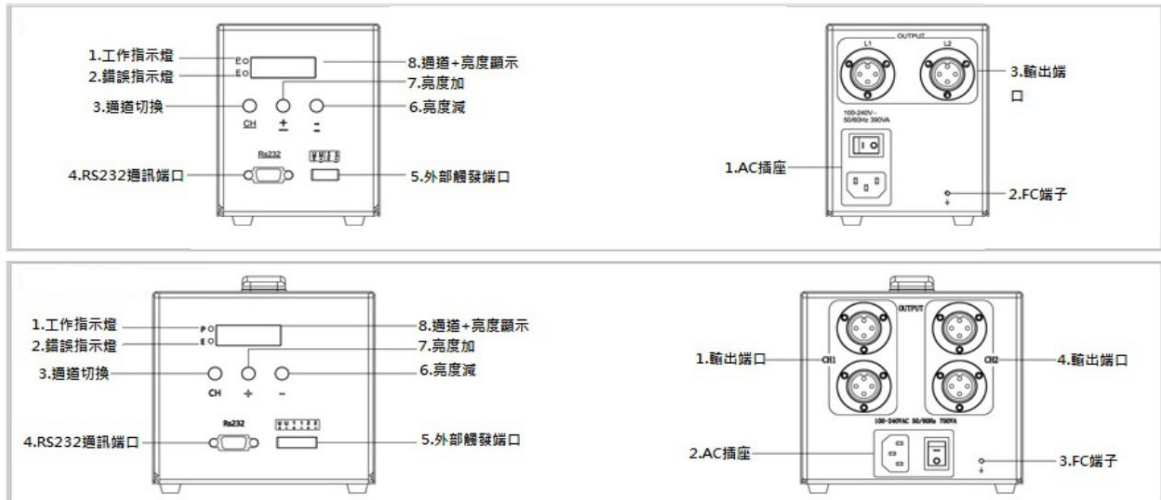 1.工作指示燈
2.錯誤指示燈
3.通道切換
4.RS232通訊端口
P
E
CH
+
-
Rs232
8.通道+亮度顯示
7.亮度加
6.亮度減
5.外部觸發端口
OUTPUT
L1
L2
3.輸出端
口
100-240V~
50/60Hz 390VA
1.AC插座
2.FC端子
1.工作指示燈
2.錯誤指示燈
3.通道切換
4.RS232通訊端口
P
E
CH
+
-
Rs232
8.通道+亮度顯示
7.亮度加
6.亮度減
5.外部觸發端口
OUTPUT
1.輸出端口
CH1
CH2
4.輸出端口
100-240VAC 50/60Hz 700VA
2.AC插座
3.FC端子